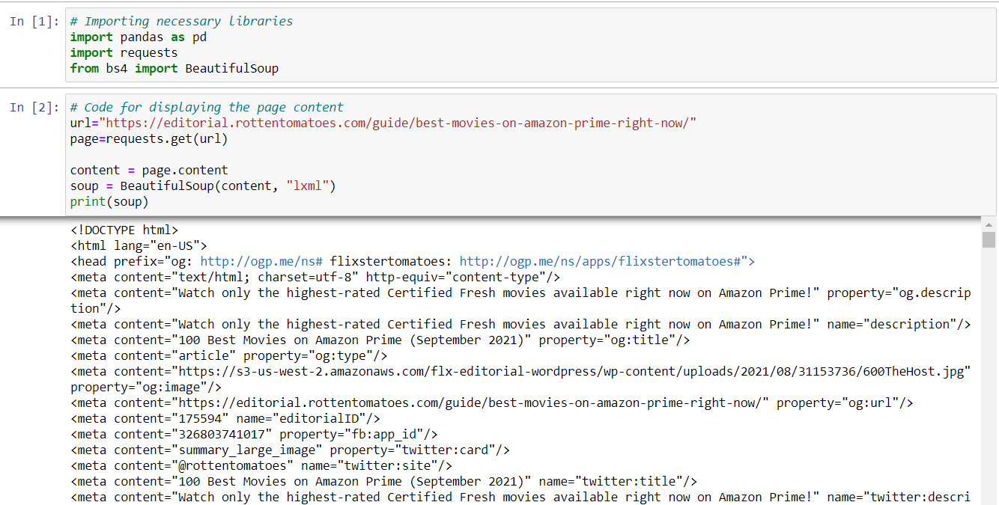 In [1]: # Importing necessary libraries
import pandas as pd
import requests
from bs4 import BeautifulSoup
In [2]: # Code for displaying the page content
url="https://editorial.rottentomatoes.com/guide/best-movies-on-amazon-prime-right-now/"
page=requests.get(url)
content = page.content
soup = BeautifulSoup(content, "lxml")
print(soup)
<!DOCTYPE html>
<html lang="en-US">
<head prefix="og: http://ogp.me/ns# flixstertomatoes: http://ogp.me/ns/apps/flixstertomatoes#">
<meta content="text/html; charset=utf-8" http-equiv="content-type"/>
<meta content="Watch only the highest-rated Certified Fresh movies available right now on Amazon Prime!" property="og.descrip
tion"/>
<meta content="Watch only the highest-rated Certified Fresh movies available right now on Amazon Prime!" name="description"/>
<meta content="100 Best Movies on Amazon Prime (September 2021)" property="og:title"/>
<meta content="article" property="og:type"/>
<meta content="https://s3-us-west-2.amazonaws.com/flx-editorial-wordpress/wp-content/uploads/2021/08/31153736/600TheHost.jpg"
property="og:image"/>
<meta content="https://editorial.rottentomatoes.com/guide/best-movies-on-amazon-prime-right-now/" property="og:url"/>
<meta content="175594" name="editorialID"/>
<meta content="326803741017" property="fb:app_id"/>
<meta content="summary_large_image" property="twitter:card"/>
<meta content="@rottentomatoes" name="twitter:site"/>
<meta content="100 Best Movies on Amazon Prime (September 2021)" name="twitter:title"/>
<meta content="Watch only the highest-rated Certified Fresh movies available right now on Amazon Prime!" name="twitter:descri